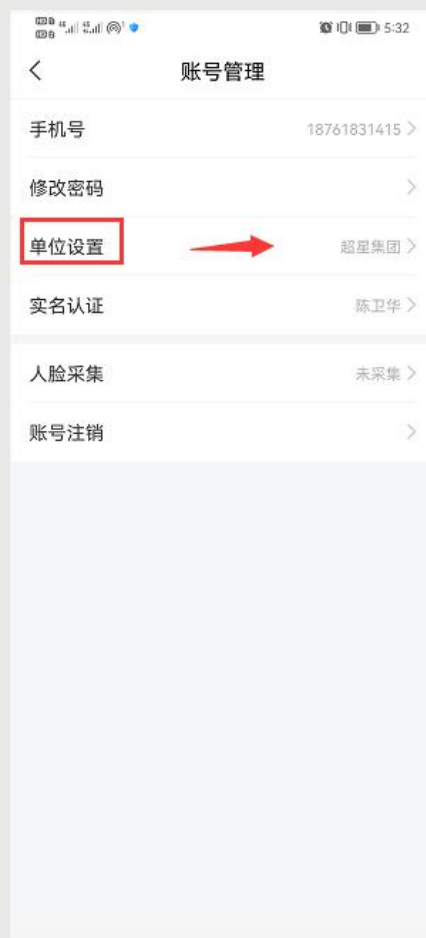 5:32
账号管理
手机号 18761831415
修改密码
单位设置 超星集团
实名认证 陈卫华
人脸采集 未采集
账号注销